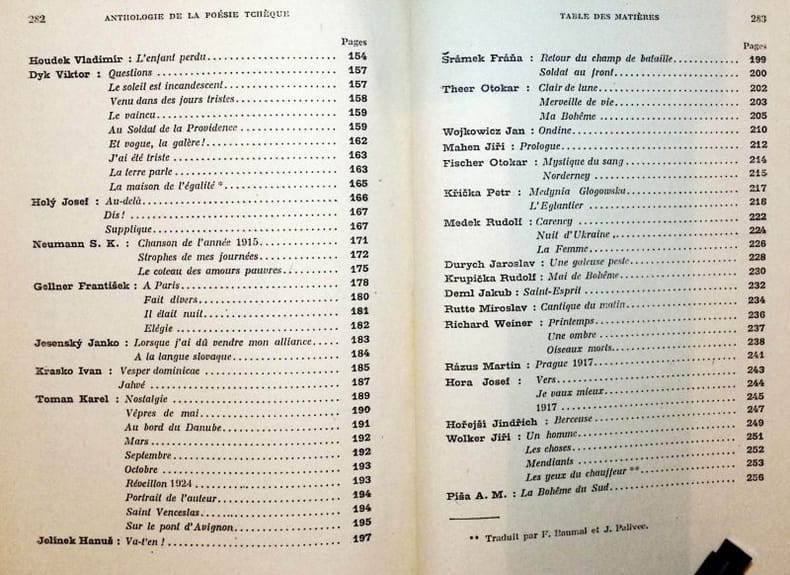 282 ANTHOLOGIE DE LA POÉSIE TCHÈQUE
Pages
Houdek Vladimír : L'enfant perdu 154
Dyk Viktor : Questions 157
Le soleil est incandescent 157
Venu dans des jours tristes 158
Le vaincu 159
Au Soldat de la Providence 159
Et vogue, la galère! 162
J'ai été triste 163
La terre parle 163
La maison de l'égalité * 165
Holý Josef : Au-delà 166
Dis! 167
Supplique 167
Neumann S. K. : Chanson de l'année 1915 171
Strophes de mes journées 172
Le coteau des amours pauvres 175
Gellner František : A Paris 178
Fait divers 180
Il était nuit 181
Elégie 182
Jesenský Janko : Lorsque j'ai dû vendre mon alliance 183
A la langue slovaque 184
Krasko Ivan : Vesper dominicae 185
Jahvé 187
Toman Karel : Nostalgie 189
Vêpres de mai 190
Au bord du Danube 191
Mars 192
Septembre 192
Octobre 193
Réveillon 1924 193
Portrait de l'auteur 194
Saint Venceslas 194
Sur le pont d'Avignon 195
Jelínek Hanuš : Va-t'en ! 197
TABLE DES MATIÈRES 283
Pages
Šrámek Fráňa : Retour du champ de bataille 199
Soldat au front 200
Theer Otokar : Clair de lune 202
Merveille de vie 203
Ma Bohême 205
Wojkowicz Jan : Ondine 210
Mahen Jiří : Prologue 212
Fischer Otokar : Mystique du sang 214
Norderney 215
Křička Petr : Medynia Glogowska 217
L'Eglantier 218
Medek Rudolf : Carency 222
Nuit d'Ukraine 224
La Femme 226
Durych Jaroslav : Une galeuse peste 228
Krupička Rudolf : Mai de Bohême 230
Deml Jakub : Saint-Esprit 232
Rutte Miroslav : Cantique du matin 234
Richard Weiner : Printemps 236
Une ombre 237
Oiseaux morts 238
Rázus Martin : Prague 1917 241
Hora Josef : Vers 243
Je vaux mieux 244
1917 245
Hořejší Jindřich : Berceuse 247
Wolker Jiří : Un homme 249
Les choses 251
Mendiants 252
Les yeux du chauffeur ** 253
Píša A. M. : La Bohême du Sud 256
** Traduit par F. Baumal et J. Palivec.